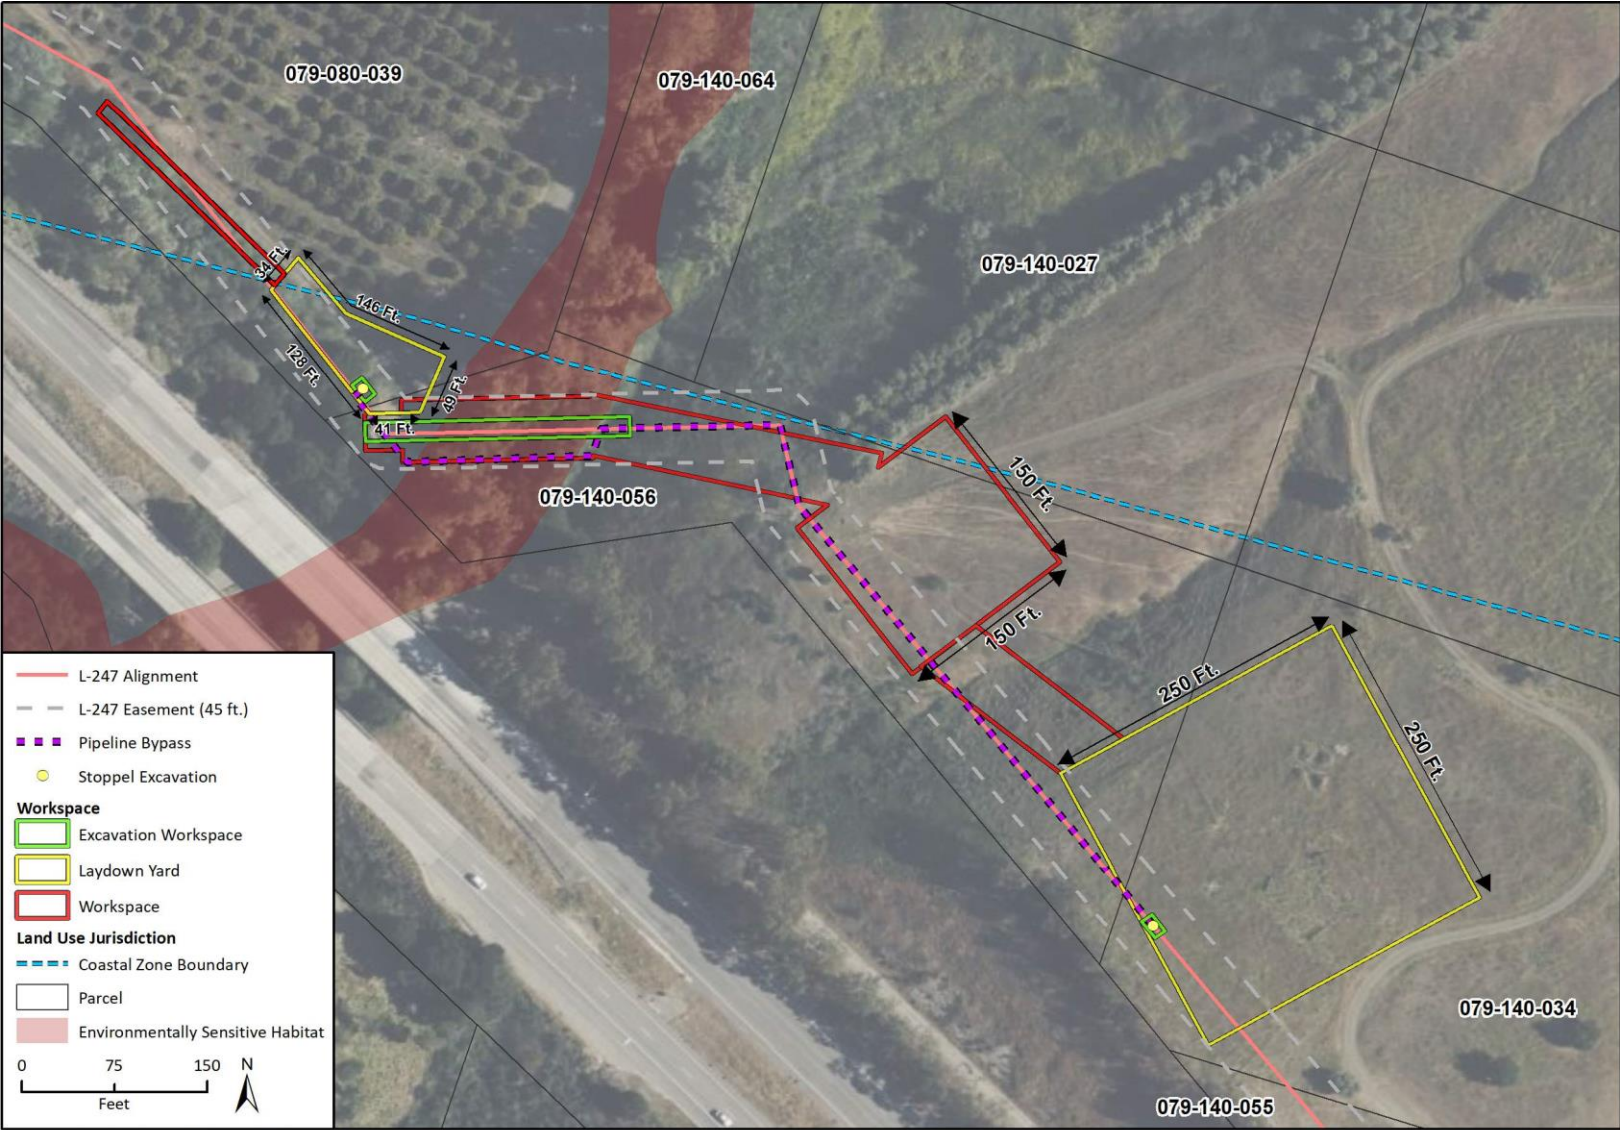 079-080-039
079-140-064
079-140-027
34 Ft.
146 Ft.
128 Ft.
49 Ft.
41 Ft.
079-140-056
150 Ft.
150 Ft.
250 Ft.
250 Ft.
079-140-034
079-140-055
L-247 Alignment
L-247 Easement (45 ft.)
Pipeline Bypass
Stoppel Excavation
Workspace
Excavation Workspace
Laydown Yard
Workspace
Land Use Jurisdiction
Coastal Zone Boundary
Parcel
Environmentally Sensitive Habitat
0 75 150 N
Feet